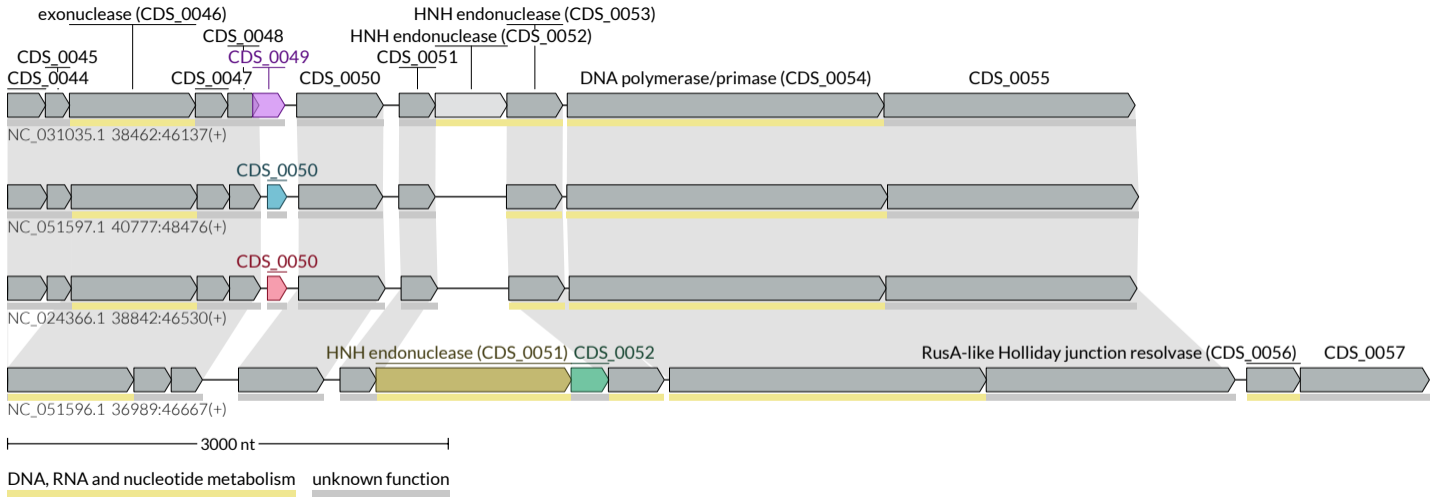 exonuclease (CDS_0046)
HNH endonuclease (CDS_0053)
CDS_0048
HNH endonuclease (CDS_0052)
CDS_0045
CDS_0049
CDS_0051
CDS_0044
CDS_0047
CDS_0050
DNA polymerase/primase (CDS_0054)
CDS_0055
NC_031035.1 38462:46137(+)
CDS_0050
NC_051597.1 40777:48476(+)
CDS_0050
NC_024366.1 38842:46530(+)
HNH endonuclease (CDS_0051)
CDS_0052
RusA-like Holliday junction resolvase (CDS_0056)
CDS_0057
NC_051596.1 36989:46667(+)
3000 nt
DNA, RNA and nucleotide metabolism
unknown function